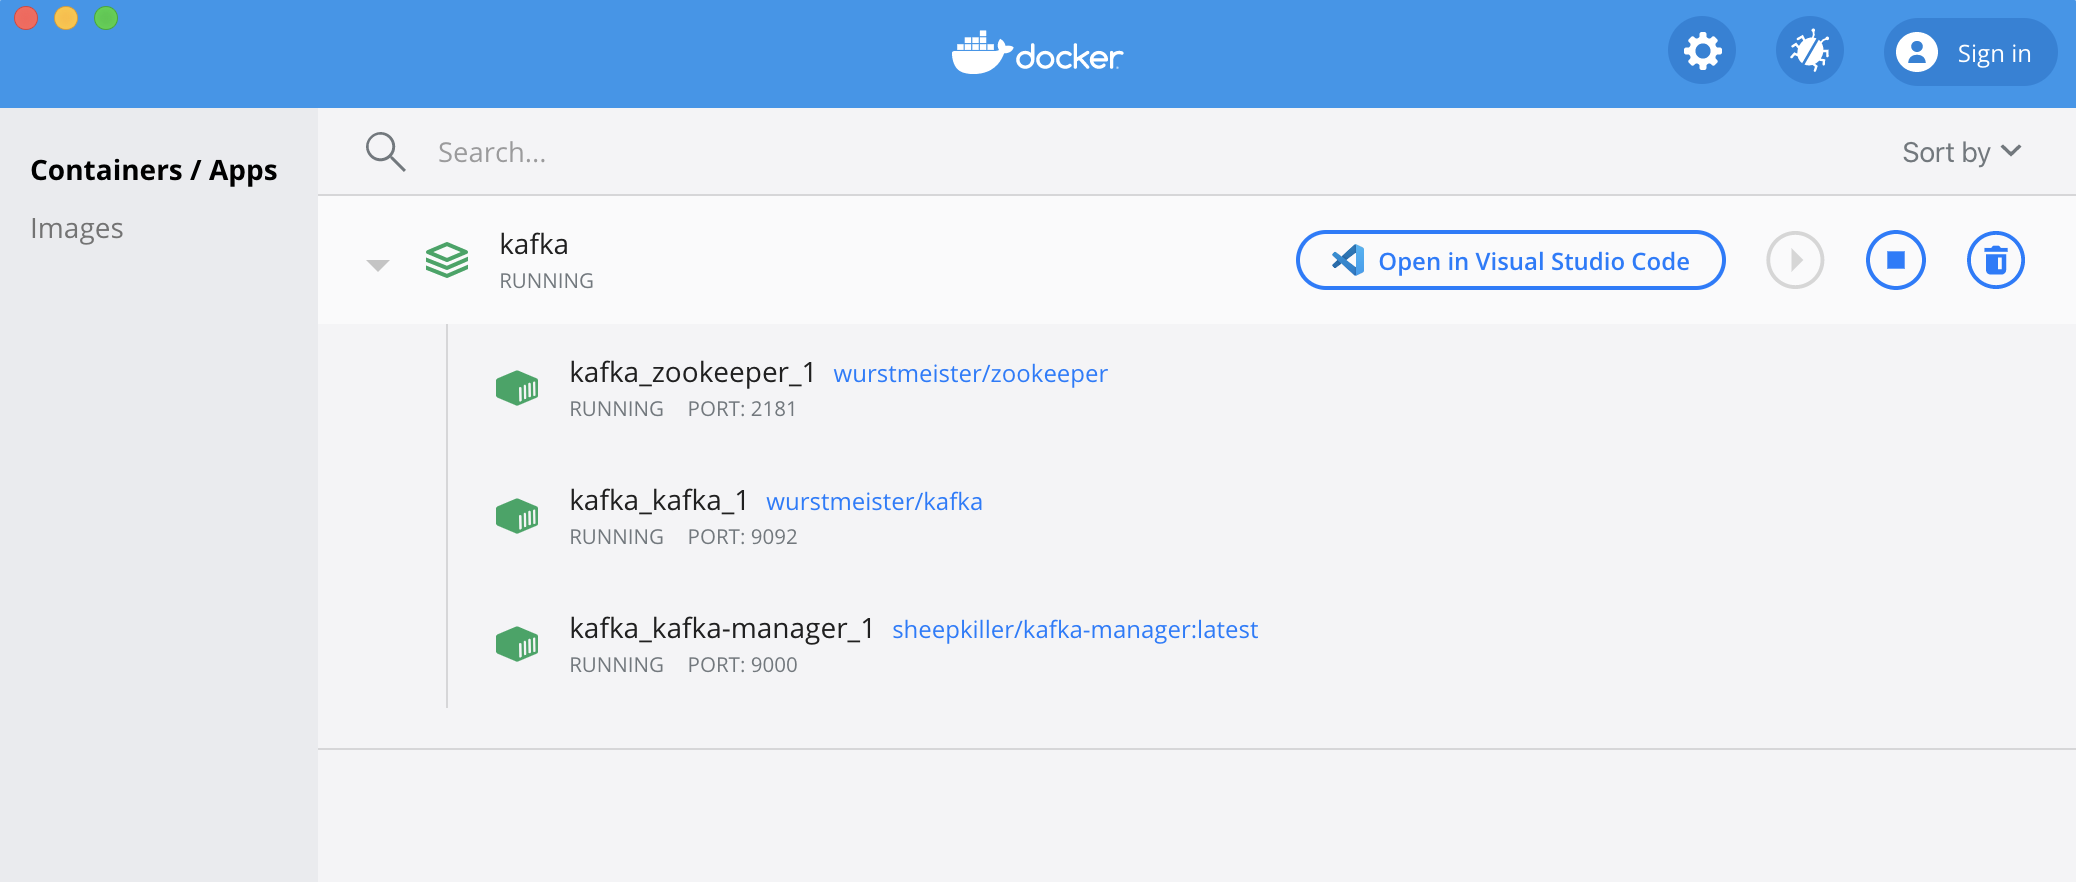 docker
Sign in
Containers / Apps
Images
Search...
Sort by
kafka
RUNNING
Open in Visual Studio Code
kafka_zookeeper_1 wurstmeister/zookeeper
RUNNING PORT: 2181
kafka_kafka_1 wurstmeister/kafka
RUNNING PORT: 9092
kafka_kafka-manager_1 sheepkiller/kafka-manager:latest
RUNNING PORT: 9000